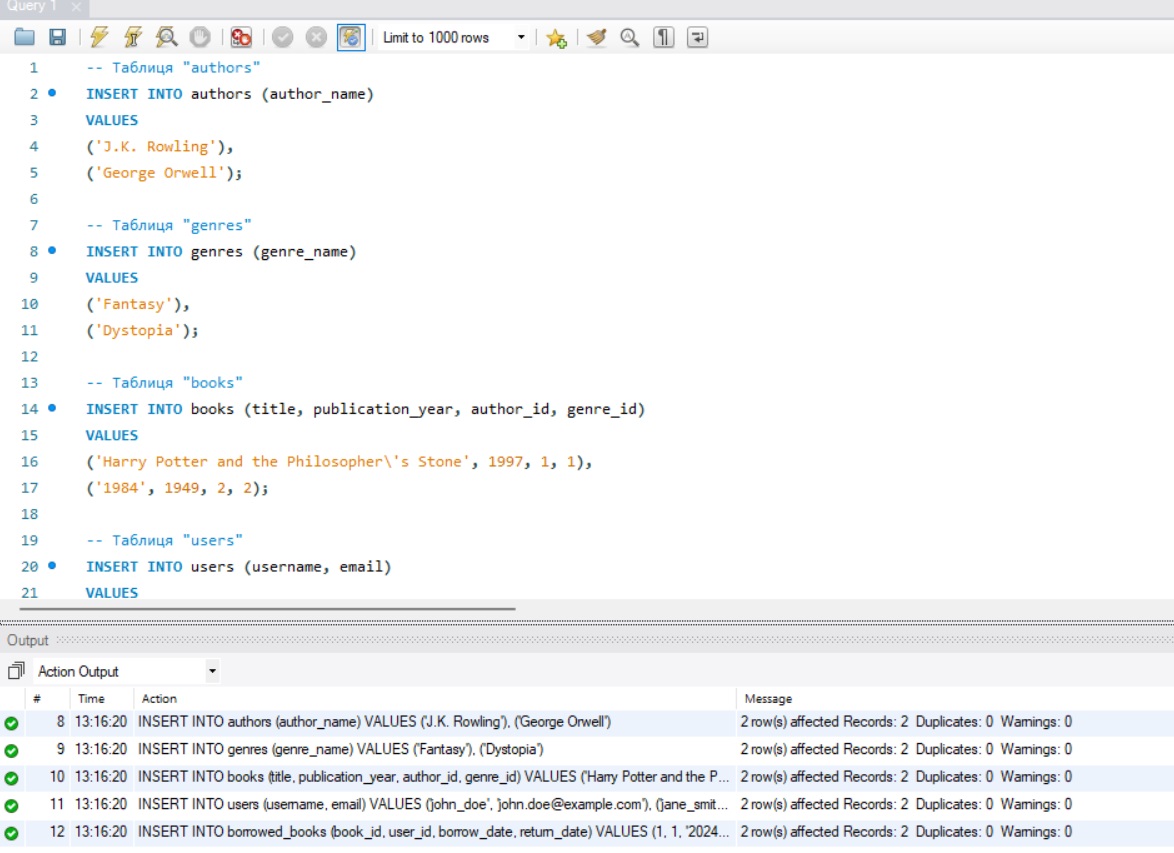 Query 1
Limit to 1000 rows
1 -- Таблиця "authors"
2 INSERT INTO authors (author_name)
3 VALUES
4 ('J.K. Rowling'),
5 ('George Orwell');
6
7 -- Таблиця "genres"
8 INSERT INTO genres (genre_name)
9 VALUES
10 ('Fantasy'),
11 ('Dystopia');
12
13 -- Таблиця "books"
14 INSERT INTO books (title, publication_year, author_id, genre_id)
15 VALUES
16 ('Harry Potter and the Philosopher\'s Stone', 1997, 1, 1),
17 ('1984', 1949, 2, 2);
18
19 -- Таблиця "users"
20 INSERT INTO users (username, email)
21 VALUES
Output
Action Output
# Time Action Message
8 13:16:20 INSERT INTO authors (author_name) VALUES ('J.K. Rowling'), ('George Orwell') 2 row(s) affected Records: 2 Duplicates: 0 Warnings: 0
9 13:16:20 INSERT INTO genres (genre_name) VALUES ('Fantasy'), ('Dystopia') 2 row(s) affected Records: 2 Duplicates: 0 Warnings: 0
10 13:16:20 INSERT INTO books (title, publication_year, author_id, genre_id) VALUES ('Harry Potter and the P... 2 row(s) affected Records: 2 Duplicates: 0 Warnings: 0
11 13:16:20 INSERT INTO users (username, email) VALUES ('john_doe', 'john.doe@example.com'), ('jane_smit... 2 row(s) affected Records: 2 Duplicates: 0 Warnings: 0
12 13:16:20 INSERT INTO borrowed_books (book_id, user_id, borrow_date, return_date) VALUES (1, 1, '2024... 2 row(s) affected Records: 2 Duplicates: 0 Warnings: 0